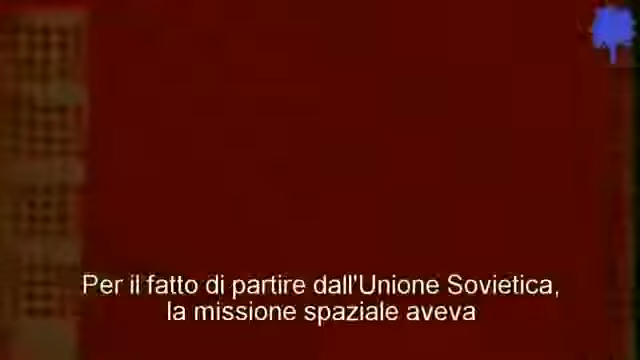 Per il fatto di partire dall'Unione Sovietica,
la missione spaziale aveva